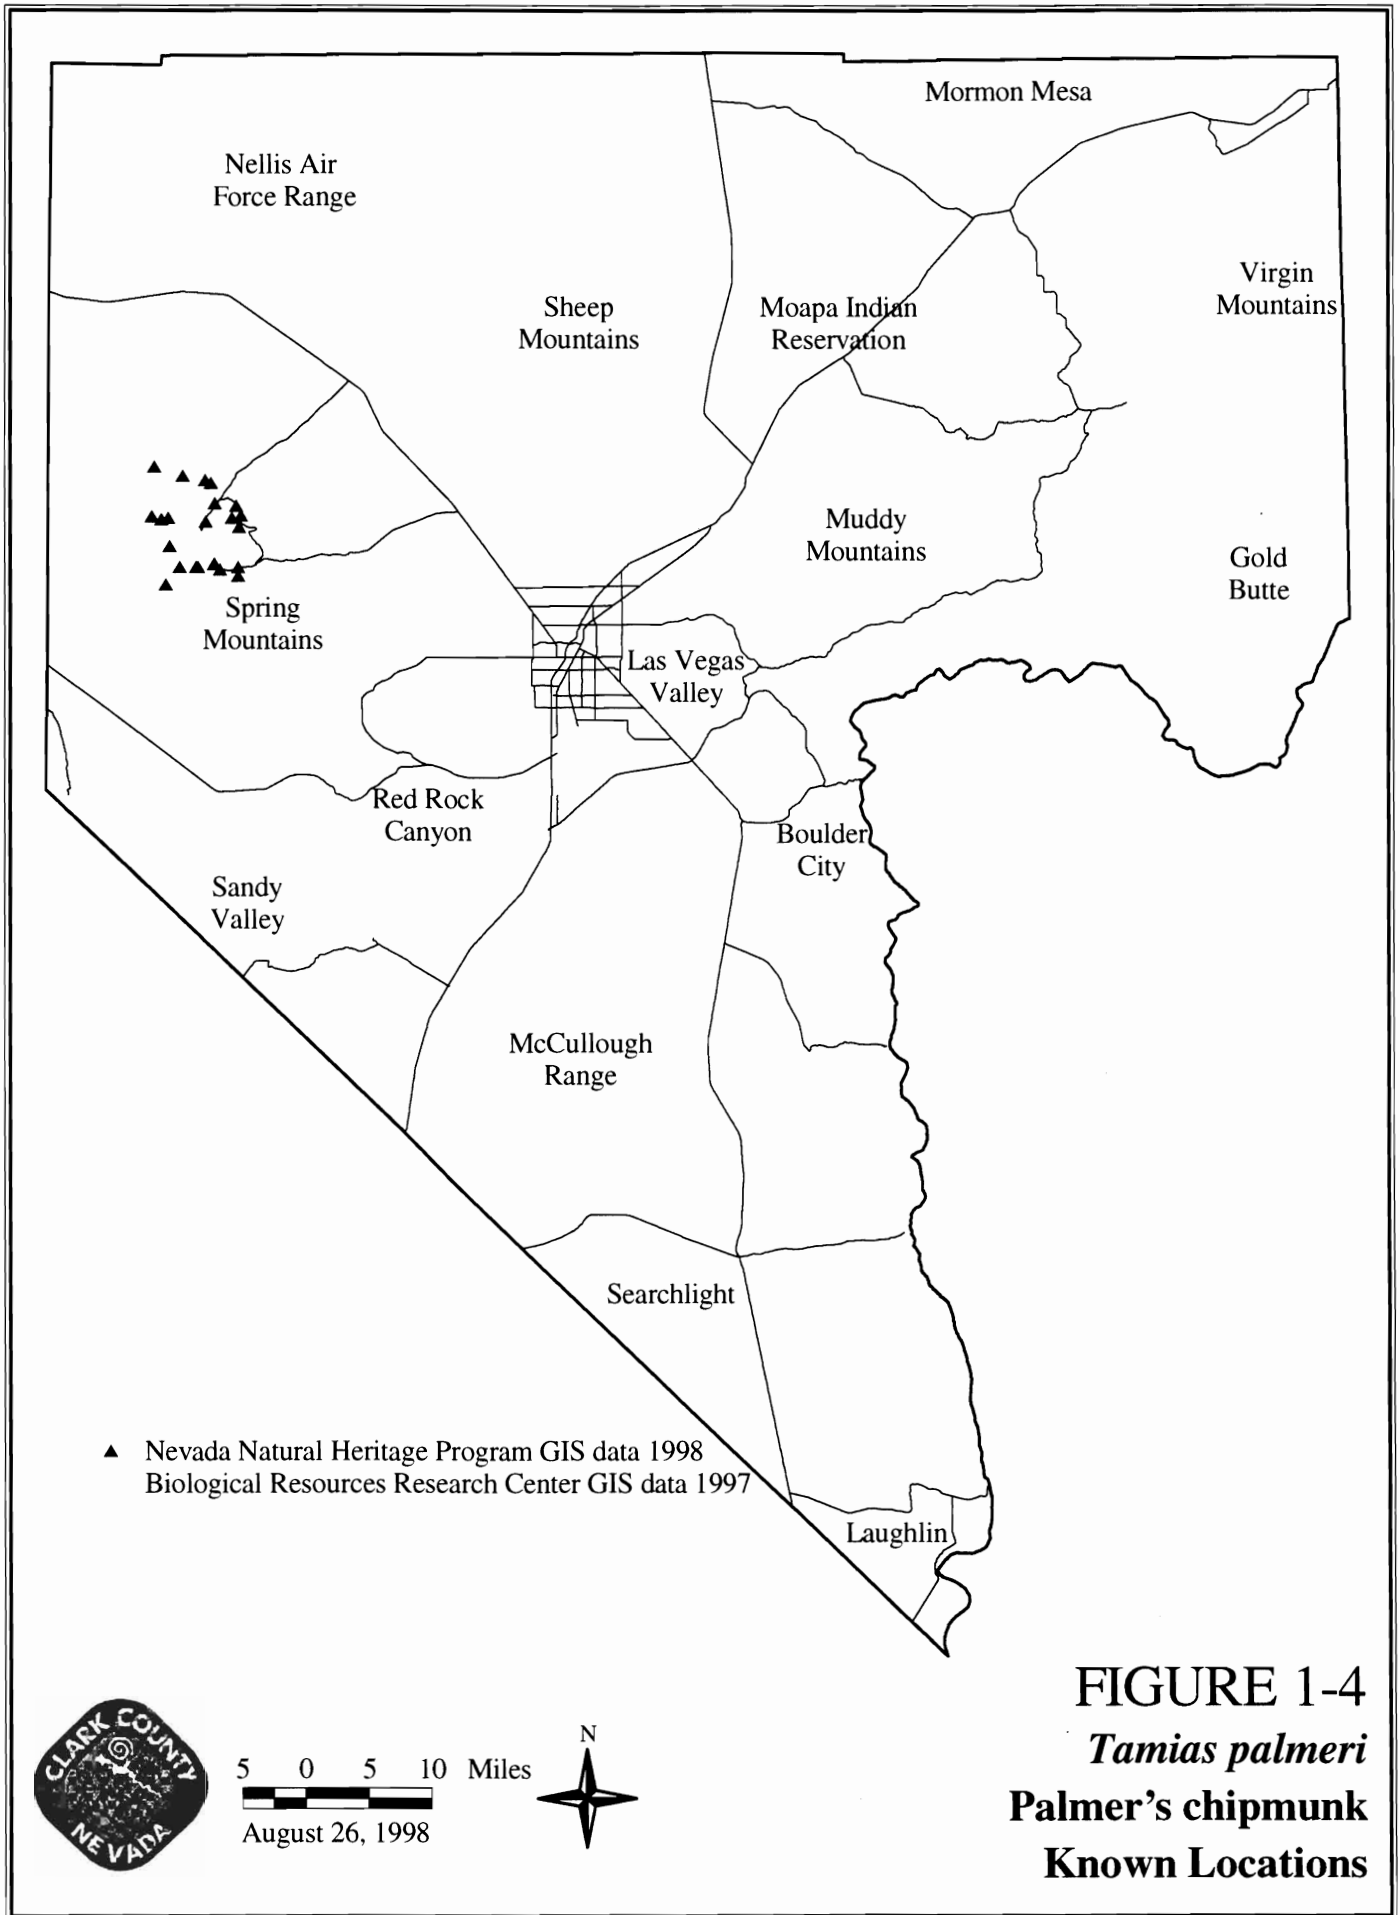 Mormon Mesa
Nellis Air
Force Range
Virgin
Mountains
Sheep
Mountains
Moapa Indian
Reservation
Muddy
Mountains
Gold
Butte
Spring
Mountains
Las Vegas
Valley
Red Rock
Canyon
Boulder
City
Sandy
Valley
McCullough
Range
Searchlight
▲ Nevada Natural Heritage Program GIS data 1998
Biological Resources Research Center GIS data 1997
Laughlin
FIGURE 1-4
Tamias palmeri
Palmer's chipmunk
Known Locations
CLARK COUNTY
NEVADA
5 0 5 10 Miles
August 26, 1998
N